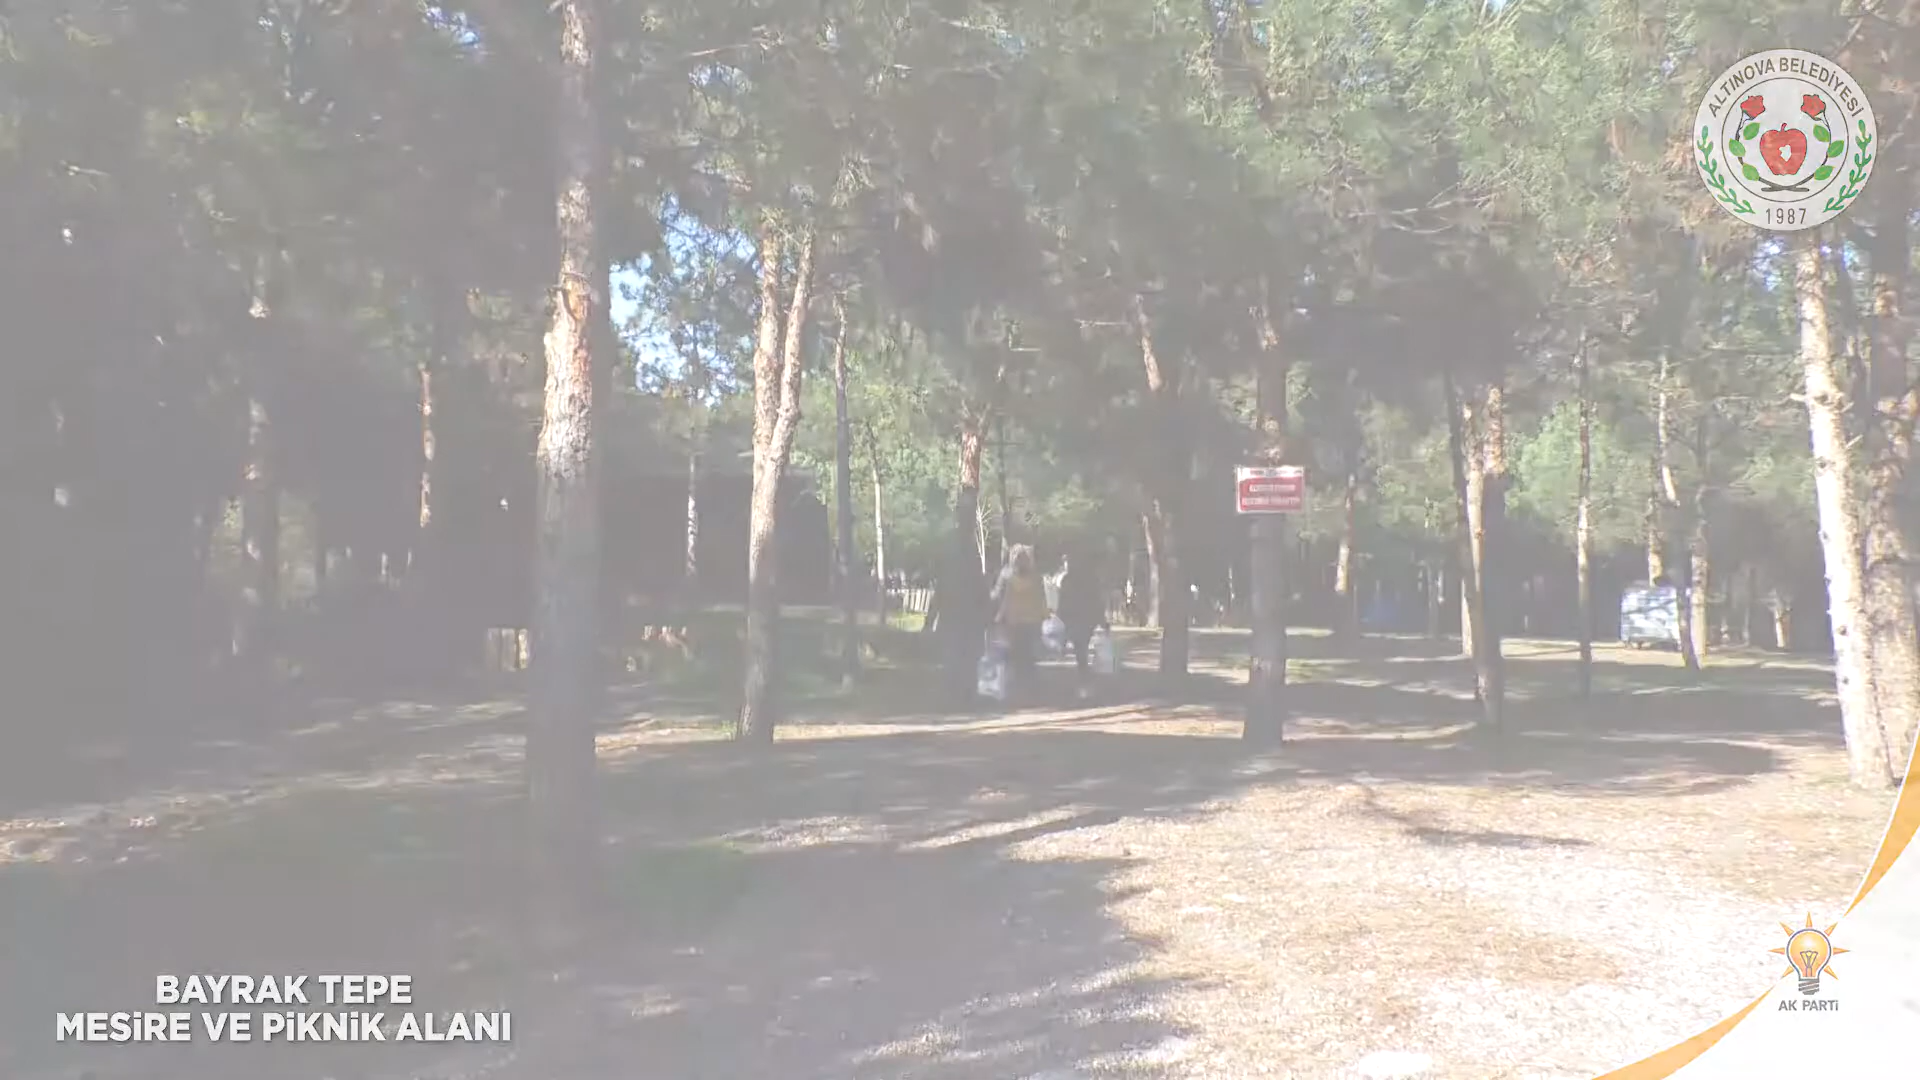 ALTINOVA BELEDİYESİ
1987
BAYRAK TEPE
MESİRE VE PİKNİK ALANI
AK PARTİ